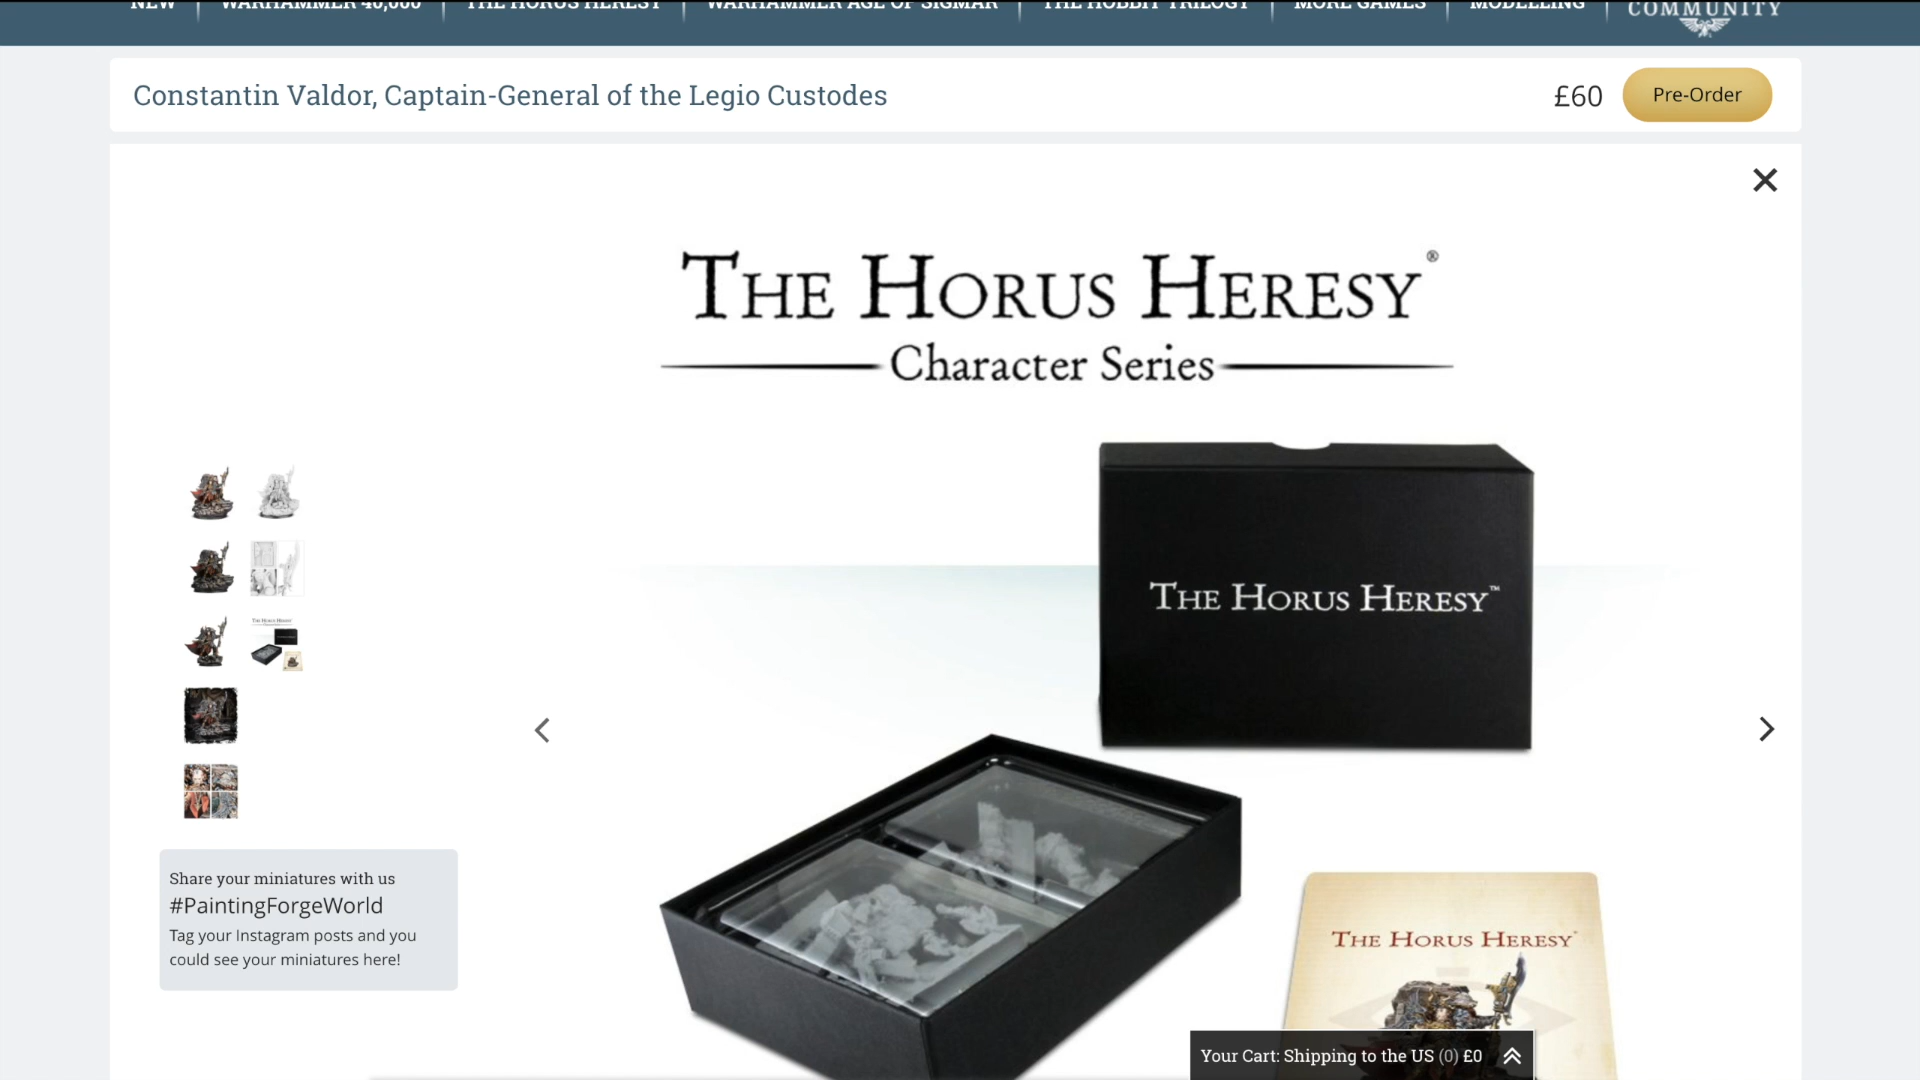 NEW WARHAMMER 40,000 THE HORUS HERESY WARHAMMER AGE OF SIGMAR THE HOBBIT TRILOGY MORE GAMES MODELLING COMMUNITY
Constantin Valdor, Captain-General of the Legio Custodes
£60
Pre-Order
THE HORUS HERESY®
Character Series
THE HORUS HERESY™
Share your miniatures with us
#PaintingForgeWorld
Tag your Instagram posts and you
could see your miniatures here!
THE HORUS HERESY
Your Cart: Shipping to the US (0) £0